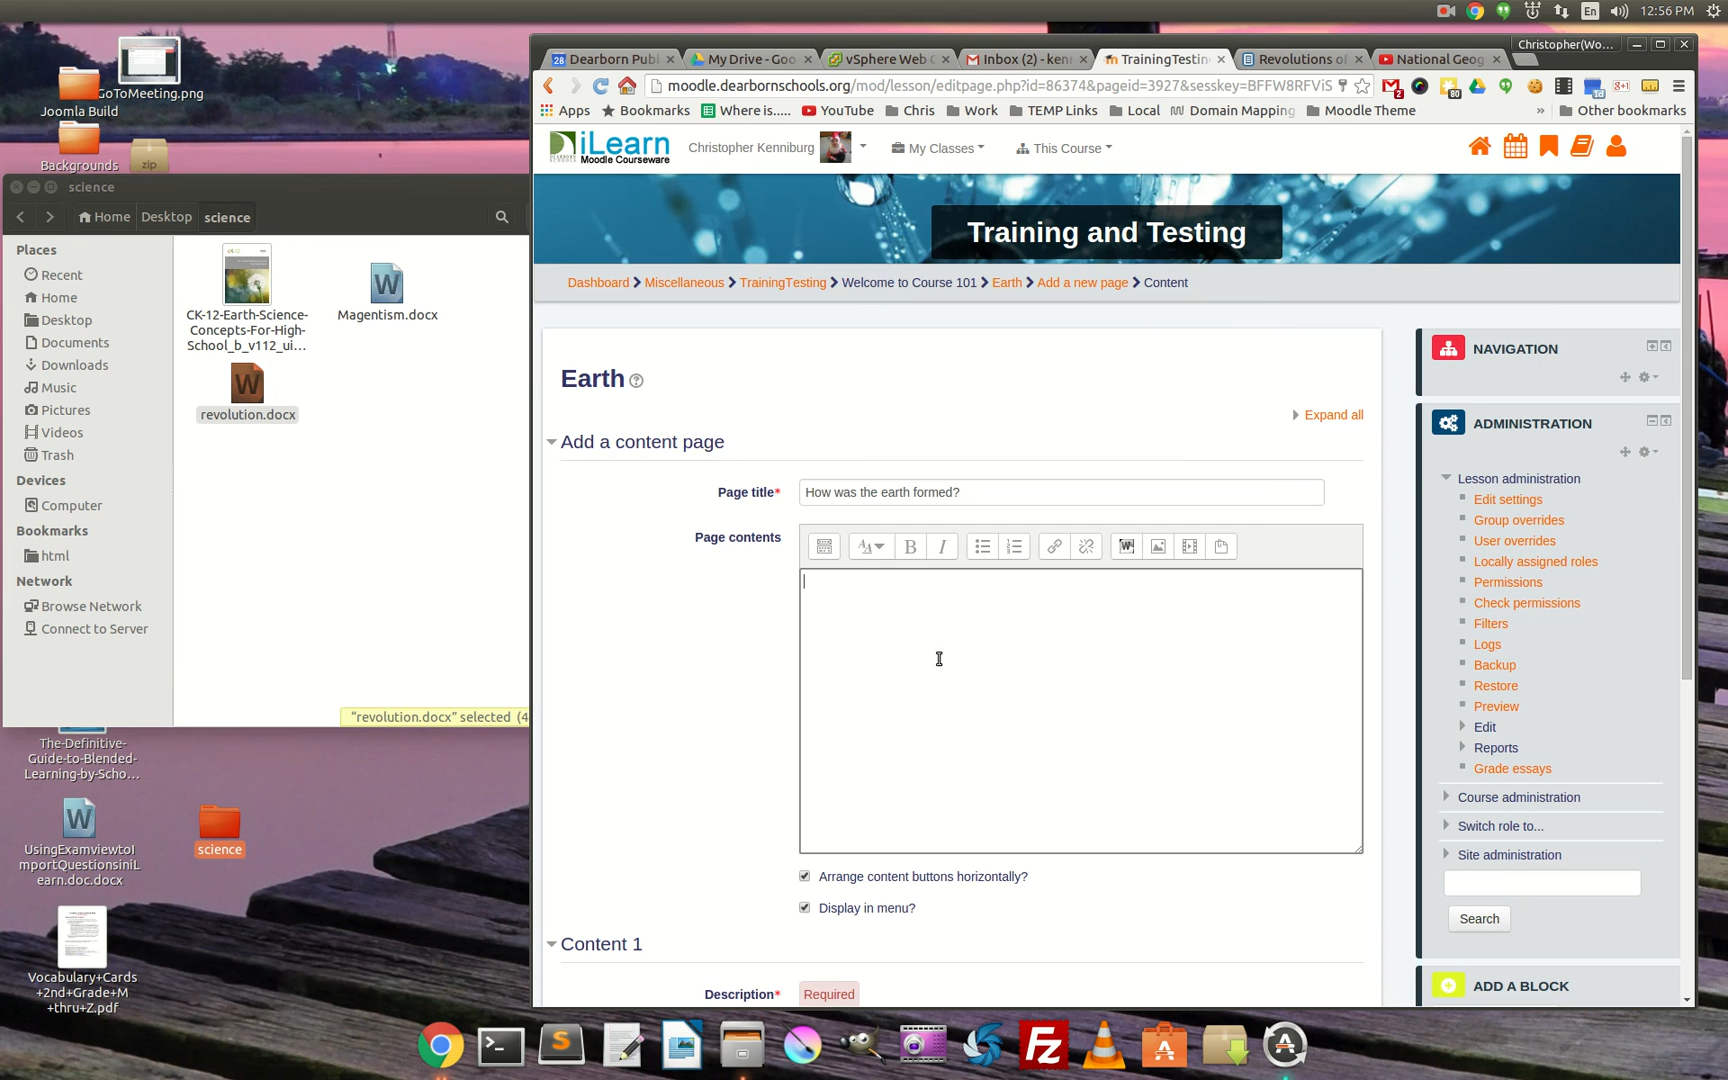 En
12:56 PM
GoToMeeting.png
Joomla Build
Backgrounds
zip
science
Home
Desktop
science
Places
Recent
Home
Desktop
Documents
Downloads
Music
Pictures
Videos
Trash
Devices
Computer
Bookmarks
html
Network
Browse Network
Connect to Server
CK-12-Earth-Science-
Concepts-For-High-
School_b_v112_ui...
Magentism.docx
revolution.docx
"revolution.docx" selected (4
The-Definitive-
Guide-to-Blended-
Learning-by-Scho...
UsingExamviewtoI
mportQuestionsiniL
earn.doc.docx
science
Vocabulary+Cards
+2nd+Grade+M
+thru+Z.pdf
Christopher(Wo...
28 Dearborn Publ
My Drive - Goo
vSphere Web C
Inbox (2) - ken
TrainingTestin
Revolutions of
National Geog
moodle.dearbornschools.org/mod/lesson/editpage.php?id=86374&pageid=3927&sesskey=BFFW8RFViS
Apps
Bookmarks
Where is.....
YouTube
Chris
Work
TEMP Links
Local
Domain Mapping
Moodle Theme
»
Other bookmarks
iLearn
Moodle Courseware
Christopher Kenniburg
My Classes
This Course
Training and Testing
Dashboard
Miscellaneous
TrainingTesting
Welcome to Course 101
Earth
Add a new page
Content
Earth
Expand all
Add a content page
Page title*
How was the earth formed?
Page contents
Arrange content buttons horizontally?
Display in menu?
Content 1
Description*
Required
NAVIGATION
ADMINISTRATION
Lesson administration
Edit settings
Group overrides
User overrides
Locally assigned roles
Permissions
Check permissions
Filters
Logs
Backup
Restore
Preview
Edit
Reports
Grade essays
Course administration
Switch role to...
Site administration
Search
ADD A BLOCK